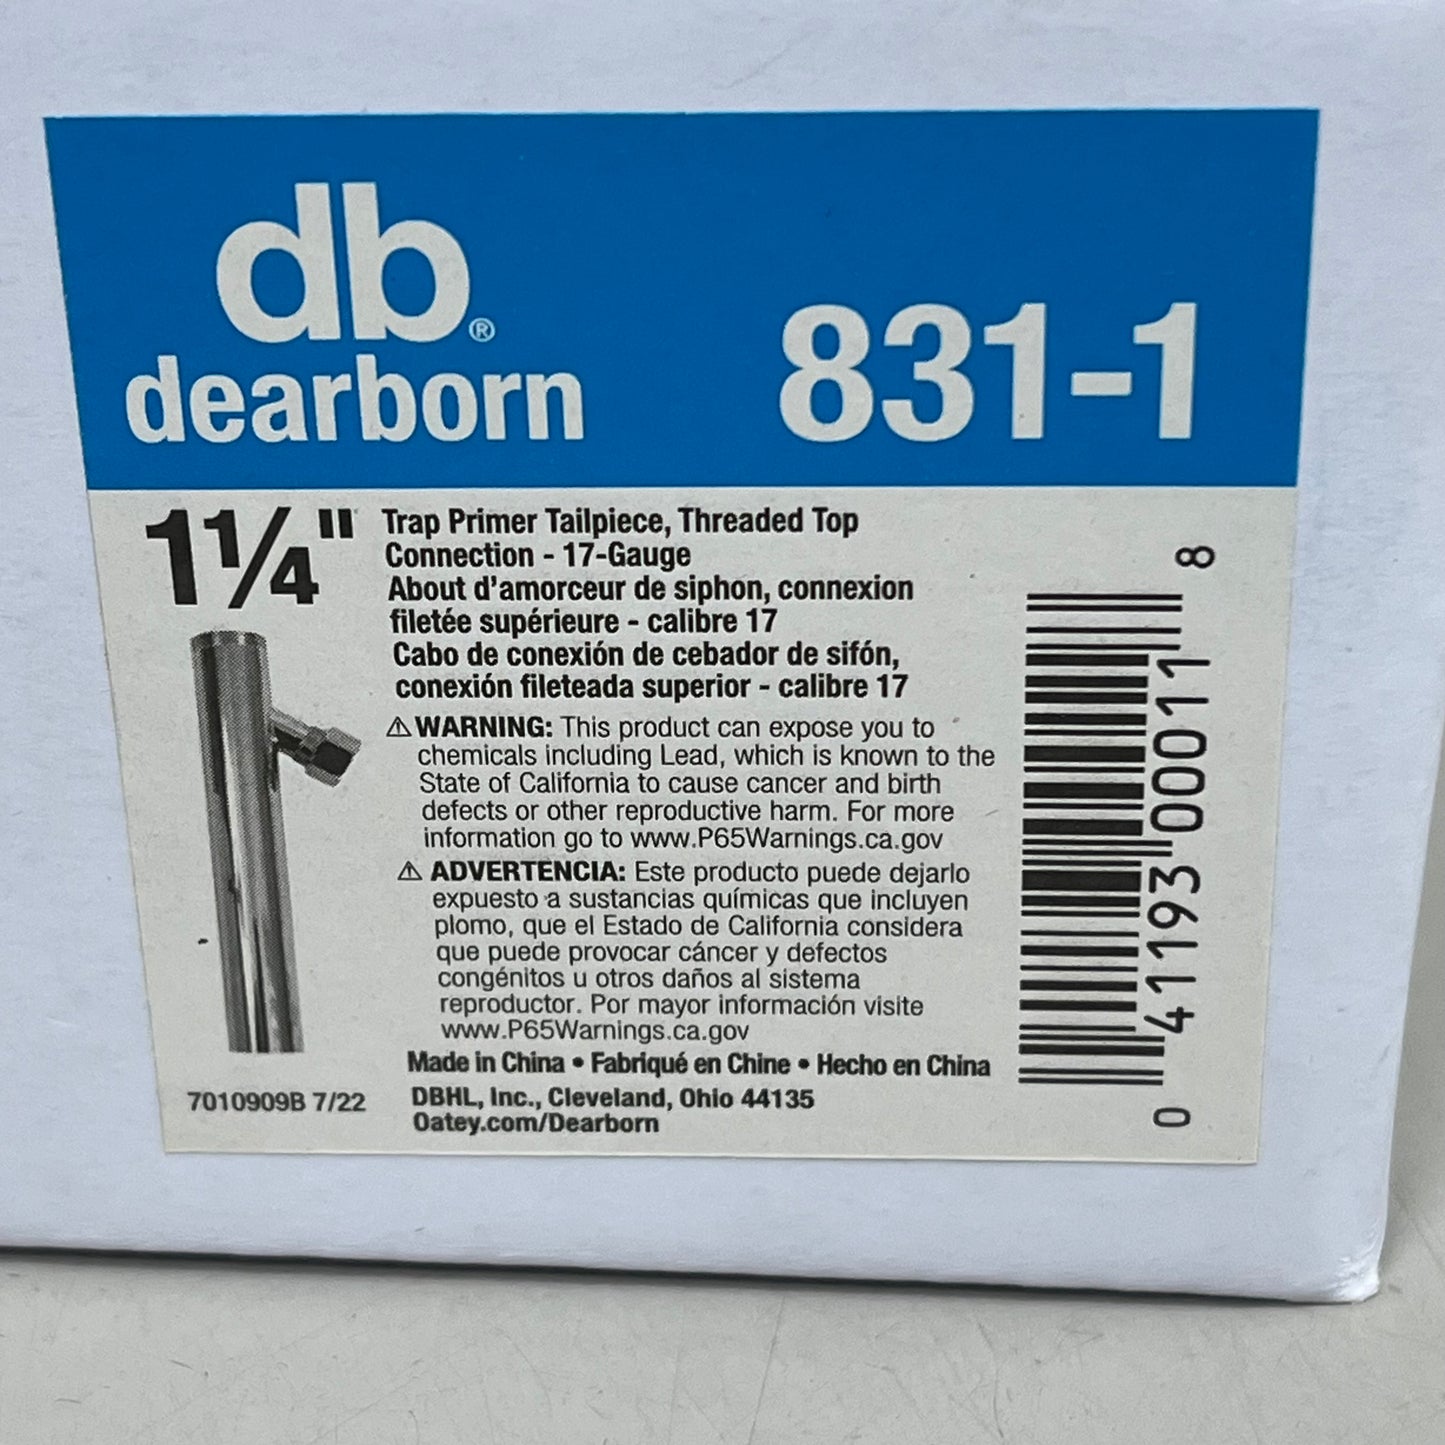 db®
dearborn
831-1
1¼"
Trap Primer Tailpiece, Threaded Top
Connection - 17-Gauge
About d'amorceur de siphon, connexion
filetée supérieure - calibre 17
Cabo de conexión de cebador de sifón,
conexión fileteada superior - calibre 17
⚠ WARNING: This product can expose you to
chemicals including Lead, which is known to the
State of California to cause cancer and birth
defects or other reproductive harm. For more
information go to www.P65Warnings.ca.gov
⚠ ADVERTENCIA: Este producto puede dejarlo
expuesto a sustancias químicas que incluyen
plomo, que el Estado de California considera
que puede provocar cáncer y defectos
congénitos u otros daños al sistema
reproductor. Por mayor información visite
www.P65Warnings.ca.gov
Made in China • Fabriqué en Chine • Hecho en China
7010909B 7/22
DBHL, Inc., Cleveland, Ohio 44135
Oatey.com/Dearborn
0 41193 00011 8